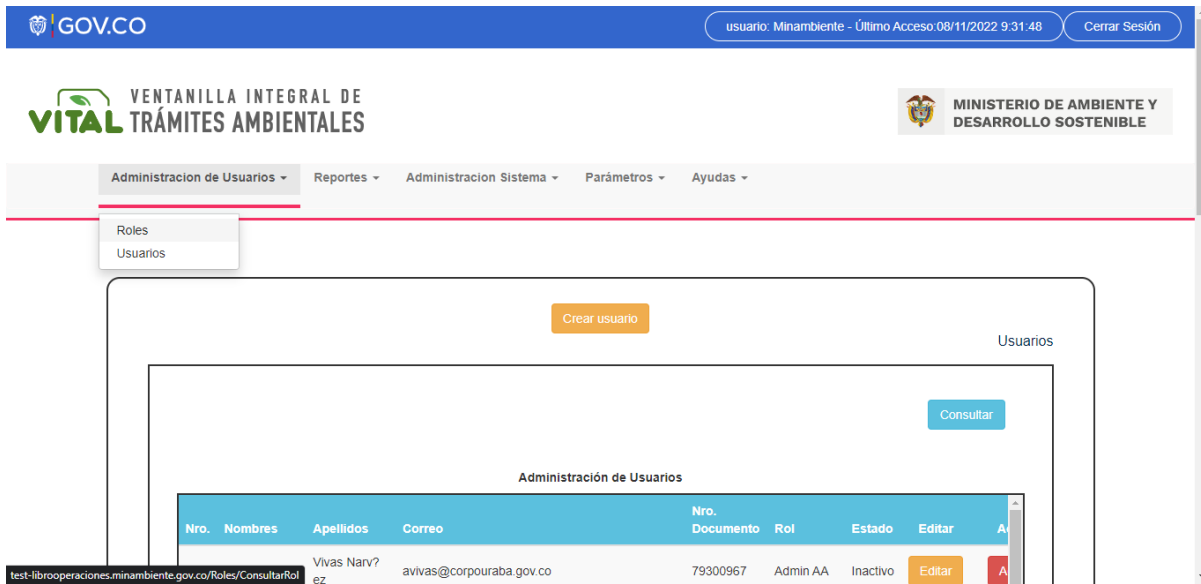 GOV.CO
usuario: Minambiente - Último Acceso:08/11/2022 9:31:48
Cerrar Sesión
VITAL
VENTANILLA INTEGRAL DE
TRÁMITES AMBIENTALES
MINISTERIO DE AMBIENTE Y
DESARROLLO SOSTENIBLE
Administracion de Usuarios
Reportes
Administracion Sistema
Parámetros
Ayudas
Roles
Usuarios
Crear usuario
Usuarios
Consultar
Administración de Usuarios
Nro. Nombres Apellidos Correo Nro. Documento Rol Estado Editar
Vivas Narv?
ez
avivas@corpouraba.gov.co 79300967 Admin AA Inactivo Editar
test-librooperaciones.minambiente.gov.co/Roles/ConsultarRol